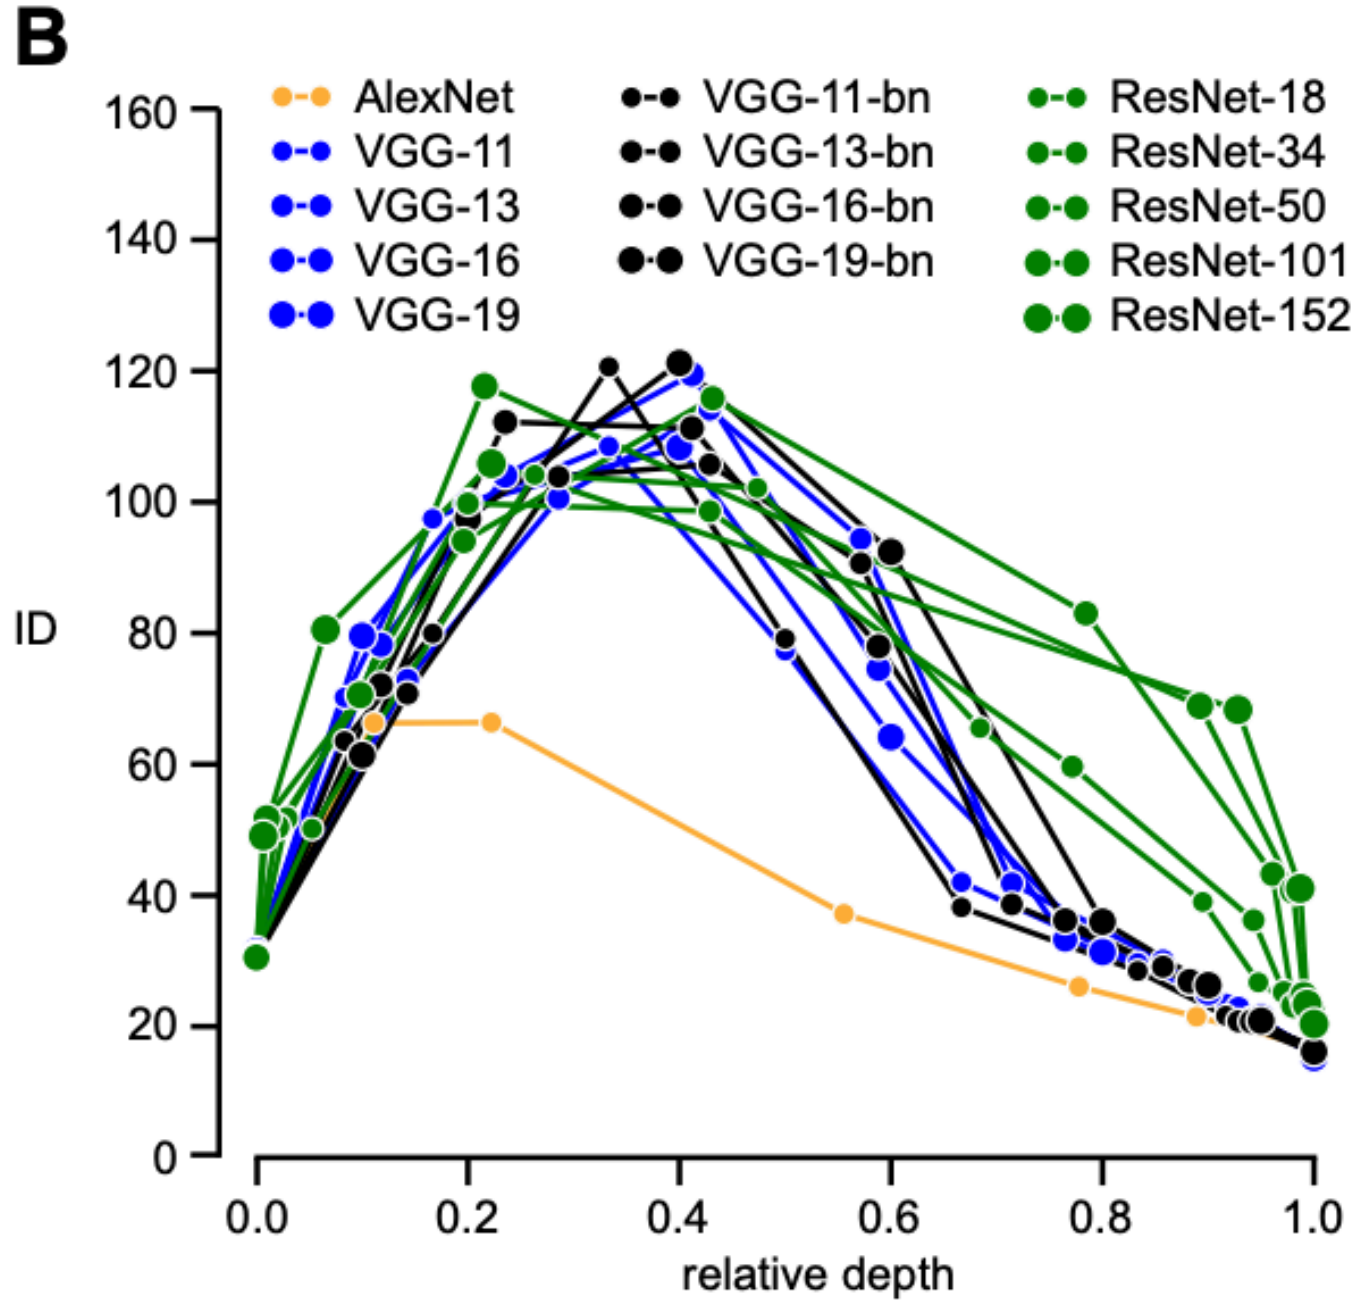 B
AlexNet VGG-11-bn ResNet-18
VGG-11 VGG-13-bn ResNet-34
VGG-13 VGG-16-bn ResNet-50
VGG-16 VGG-19-bn ResNet-101
VGG-19 ResNet-152
160
140
120
100
80
60
40
20
0
ID
0.0 0.2 0.4 0.6 0.8 1.0
relative depth